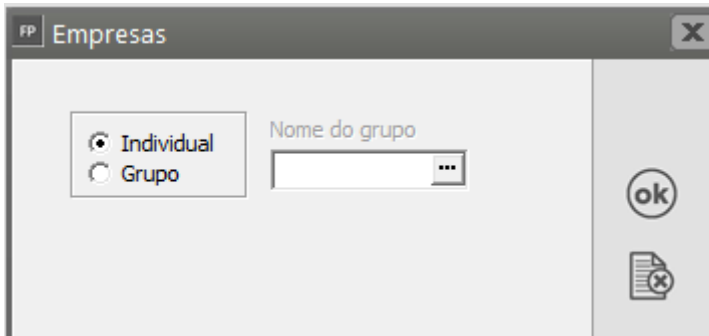 FP Empresas
Individual
Grupo
Nome do grupo
...
ok